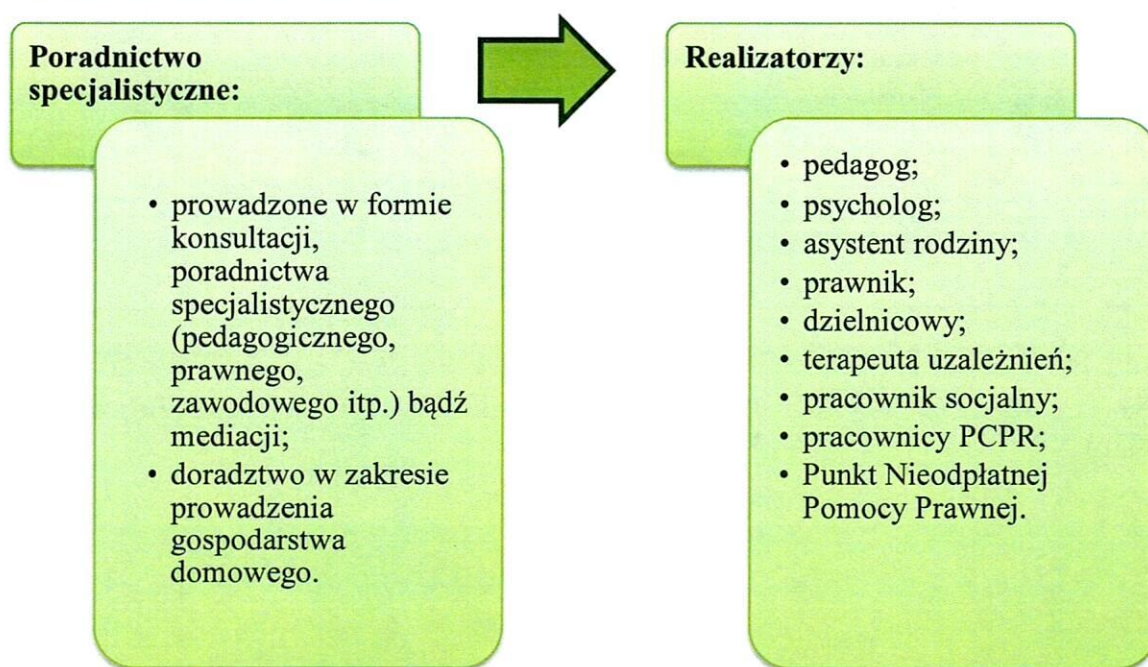 Poradnictwo
specjalistyczne:
• prowadzone w formie
konsultacji,
poradnictwa
specjalistycznego
(pedagogicznego,
prawnego,
zawodowego itp.) bądź
mediacji;
• doradztwo w zakresie
prowadzenia
gospodarstwa
domowego.
Realizatorzy:
• pedagog;
• psycholog;
• asystent rodziny;
• prawnik;
• dzielnicowy;
• terapeuta uzależnień;
• pracownik socjalny;
• pracownicy PCPR;
• Punkt Nieodpłatnej
Pomocy Prawnej.